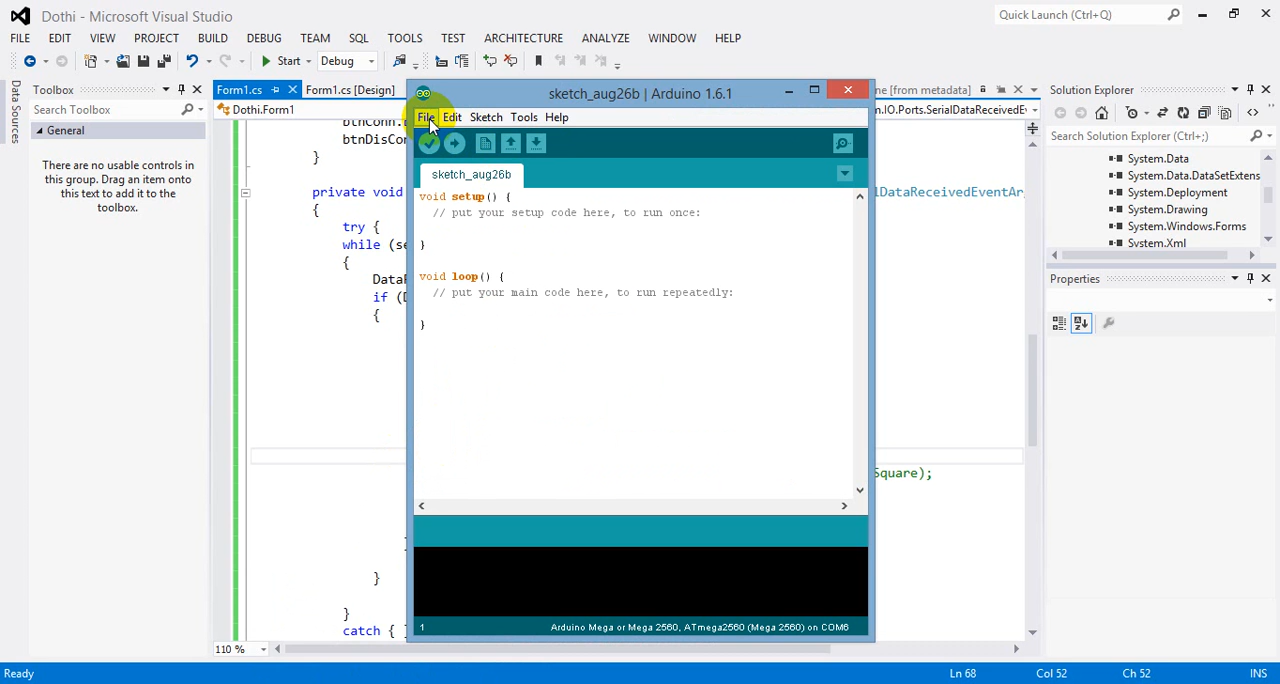 Dothi - Microsoft Visual Studio
Quick Launch (Ctrl+Q)
FILE EDIT VIEW PROJECT BUILD DEBUG TEAM SQL TOOLS TEST ARCHITECTURE ANALYZE WINDOW HELP
Start Debug
Data Sources
Toolbox
Search Toolbox
General
There are no usable controls in
this group. Drag an item onto
this text to add it to the
toolbox.
Form1.cs
Form1.cs [Design]
[from metadata]
Dothi.Form1
IO.Ports.SerialDataReceivedE
btnDisCo
}
private void
lDataReceivedEventAr
{
try {
while (se
{
if (D
{
Square);
}
}
catch {
110 %
sketch_aug26b | Arduino 1.6.1
File Edit Sketch Tools Help
sketch_aug26b
void setup() {
// put your setup code here, to run once:
}
void loop() {
// put your main code here, to run repeatedly:
}
1
Arduino Mega or Mega 2560, ATmega2560 (Mega 2560) on COM6
Solution Explorer
Search Solution Explorer (Ctrl+;)
System.Data
System.Data.DataSetExtens
System.Deployment
System.Drawing
System.Windows.Forms
System.Xml
Properties
Ready
Ln 68 Col 52 Ch 52 INS